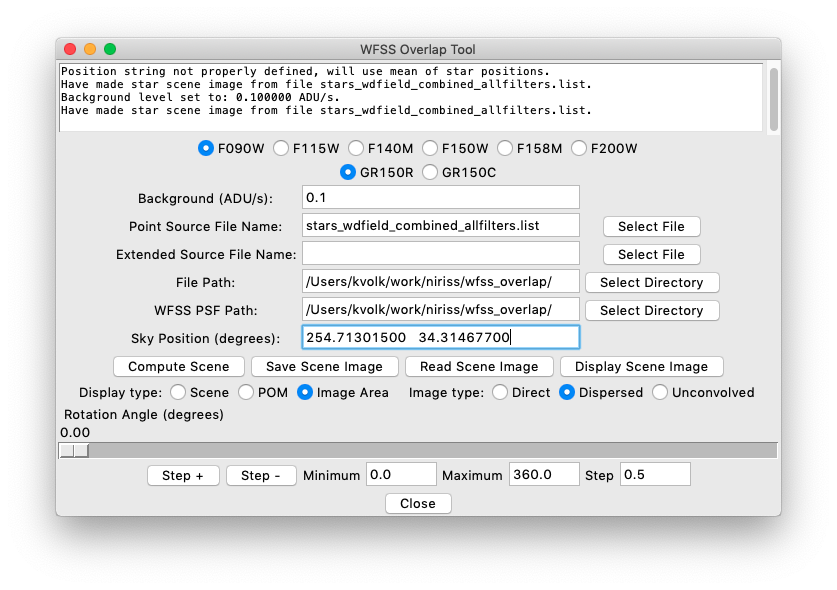 WFSS Overlap Tool
Position string not properly defined, will use mean of star positions.
Have made star scene image from file stars_wdfield_combined_allfilters.list.
Background level set to: 0.100000 ADU/s.
Have made star scene image from file stars_wdfield_combined_allfilters.list.
F090W F115W F140M F150W F158M F200W
GR150R GR150C
Background (ADU/s): 0.1
Point Source File Name: stars_wdfield_combined_allfilters.list Select File
Extended Source File Name: Select File
File Path: /Users/kvolk/work/niriss/wfss_overlap/ Select Directory
WFSS PSF Path: /Users/kvolk/work/niriss/wfss_overlap/ Select Directory
Sky Position (degrees): 254.71301500 34.31467700
Compute Scene Save Scene Image Read Scene Image Display Scene Image
Display type: Scene POM Image Area Image type: Direct Dispersed Unconvolved
Rotation Angle (degrees)
0.00
Step + Step - Minimum 0.0 Maximum 360.0 Step 0.5
Close